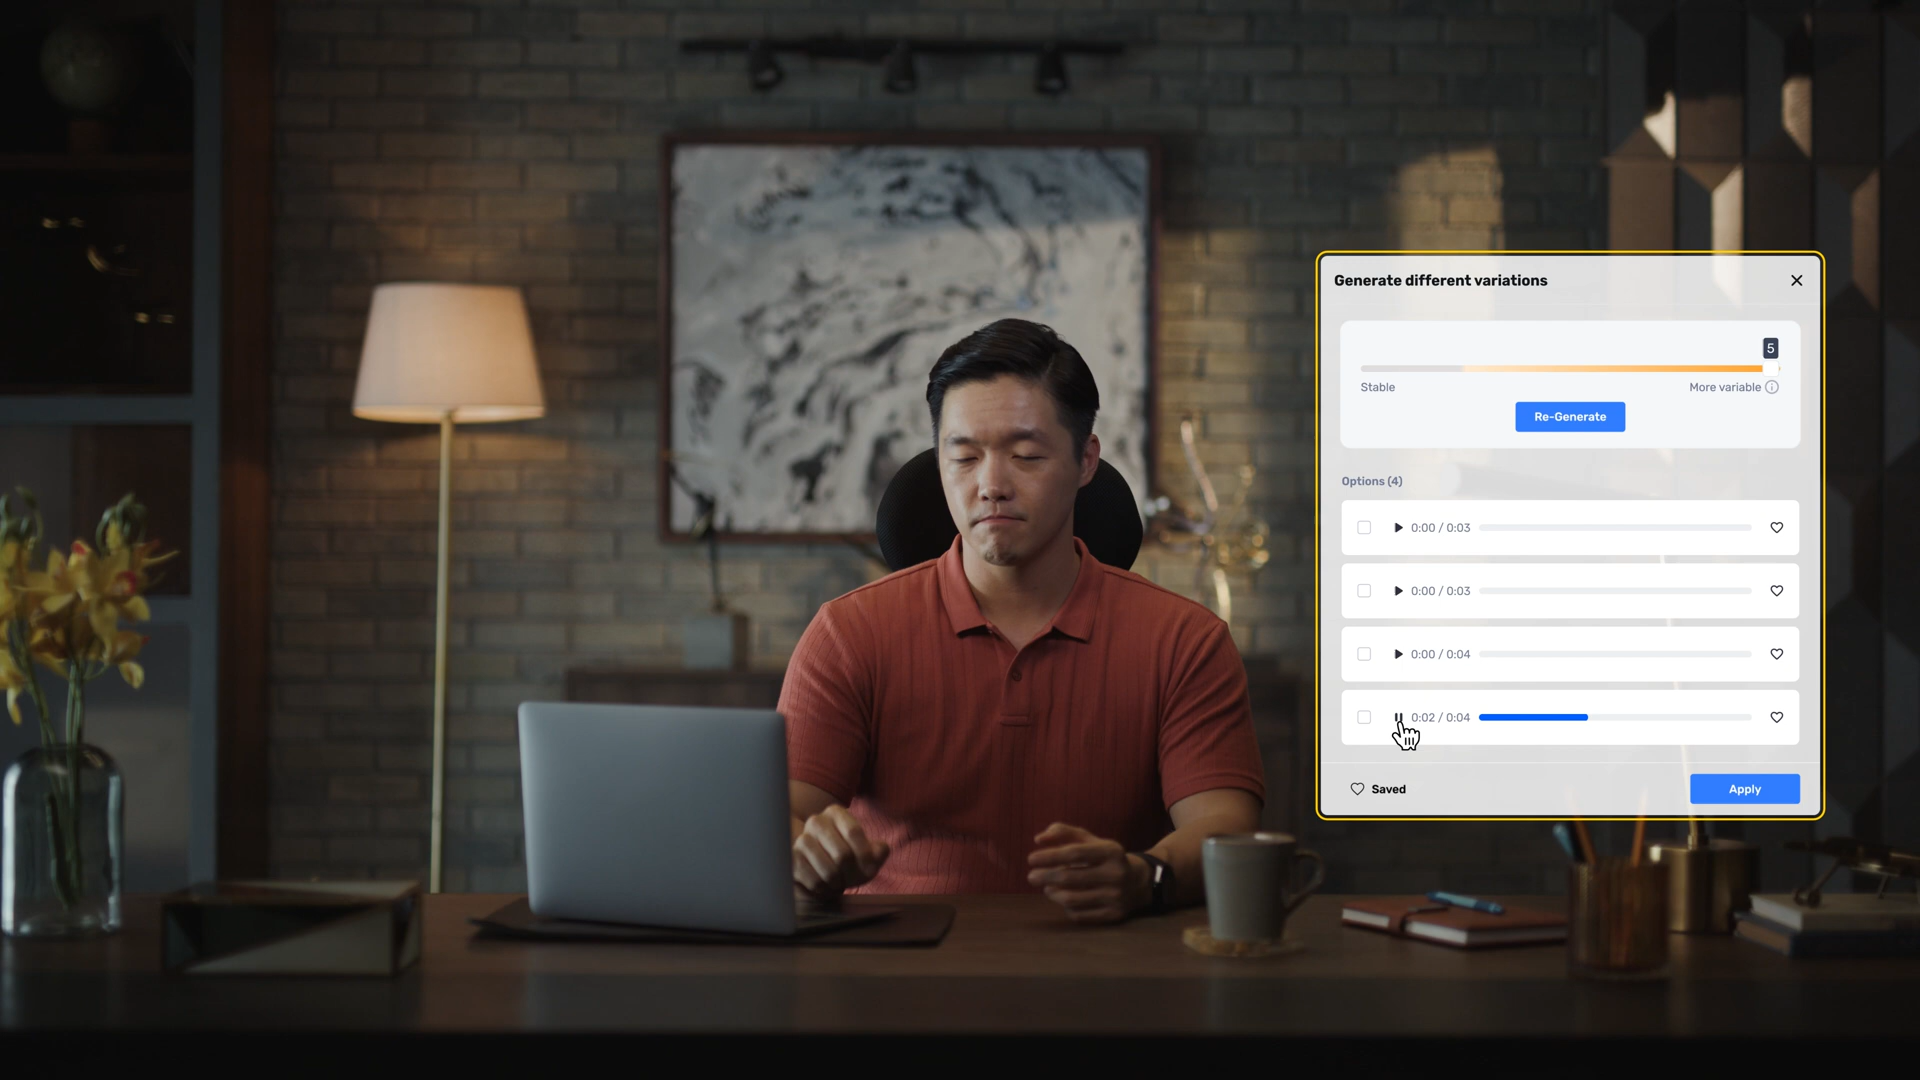 Generate different variations
5
Stable More variable
Re-Generate
Options (4)
0:00 / 0:03
0:00 / 0:03
0:00 / 0:04
0:02 / 0:04
Saved Apply